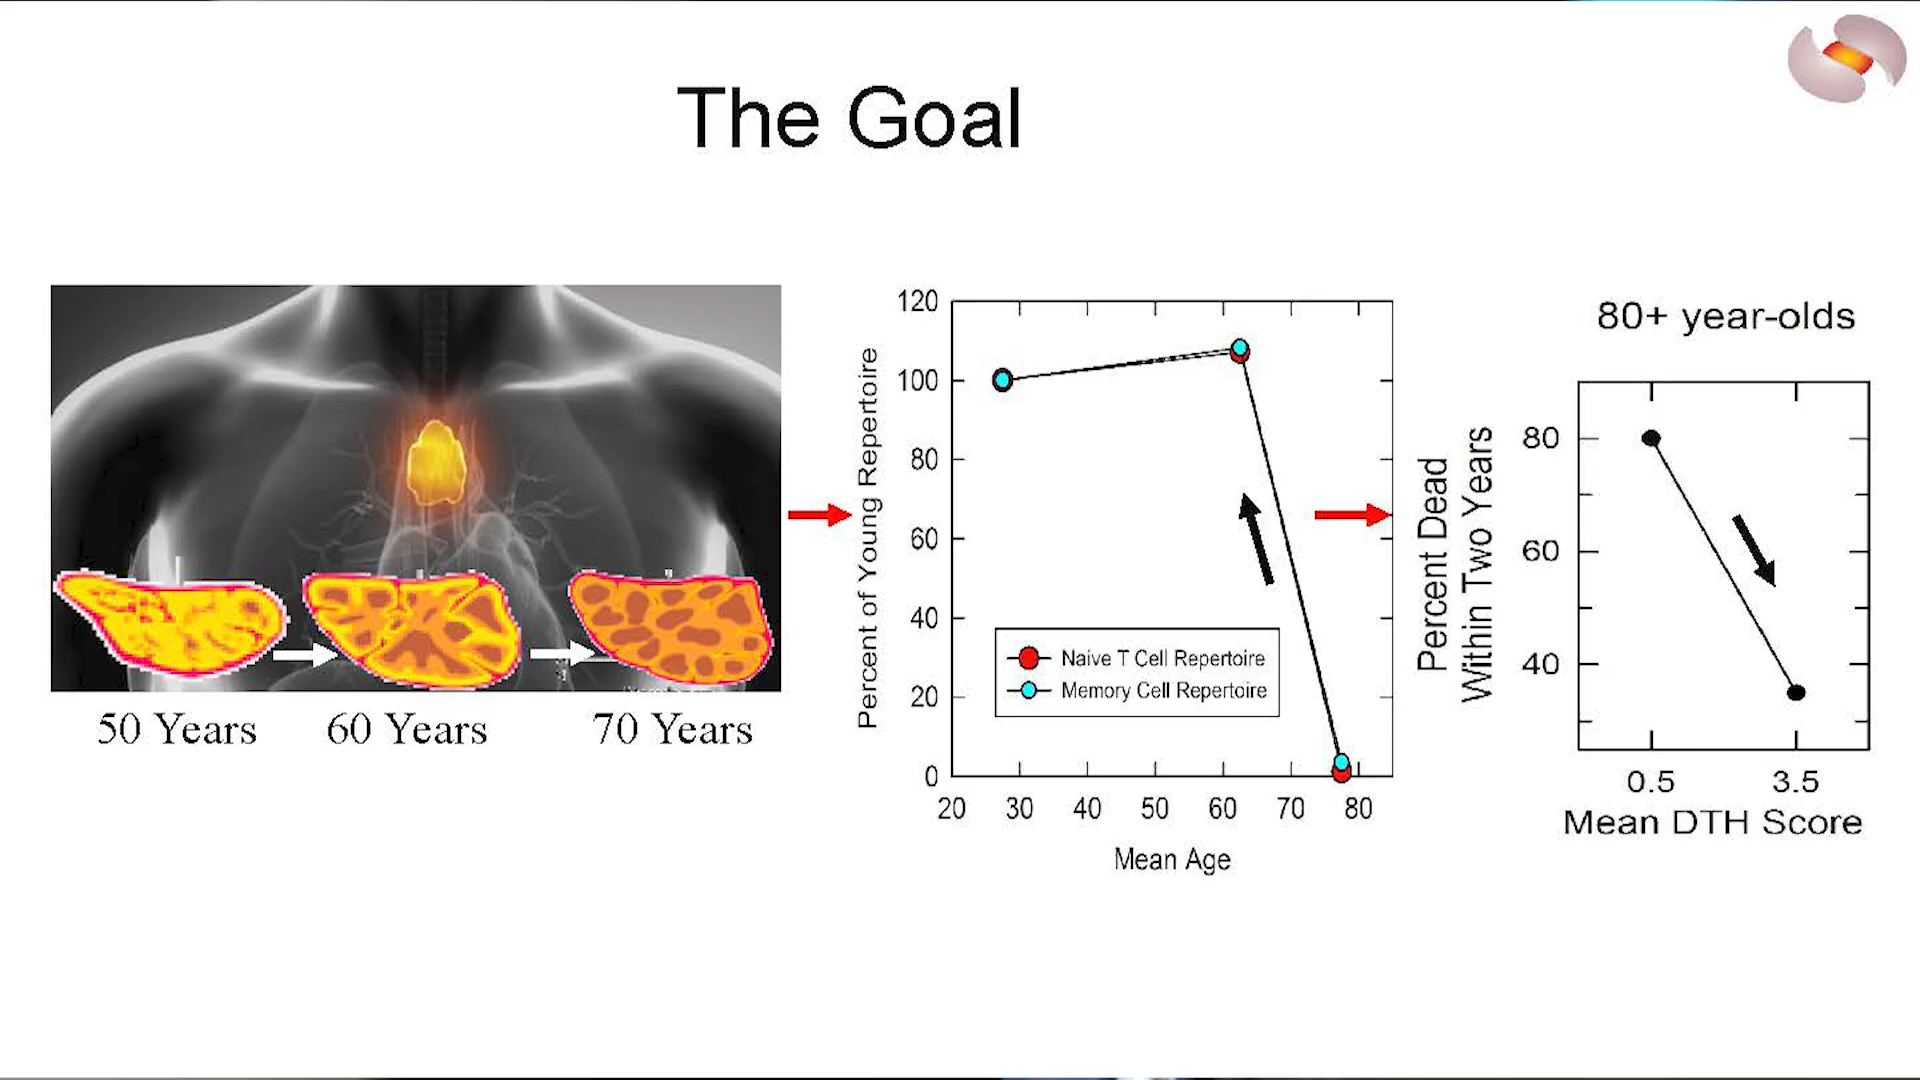 The Goal
50 Years
60 Years
70 Years
Percent of Young Repertoire
120
100
80
60
40
20
0
Naive T Cell Repertoire
Memory Cell Repertoire
20 30 40 50 60 70 80
Mean Age
80+ year-olds
Percent Dead
Within Two Years
80
60
40
0.5 3.5
Mean DTH Score